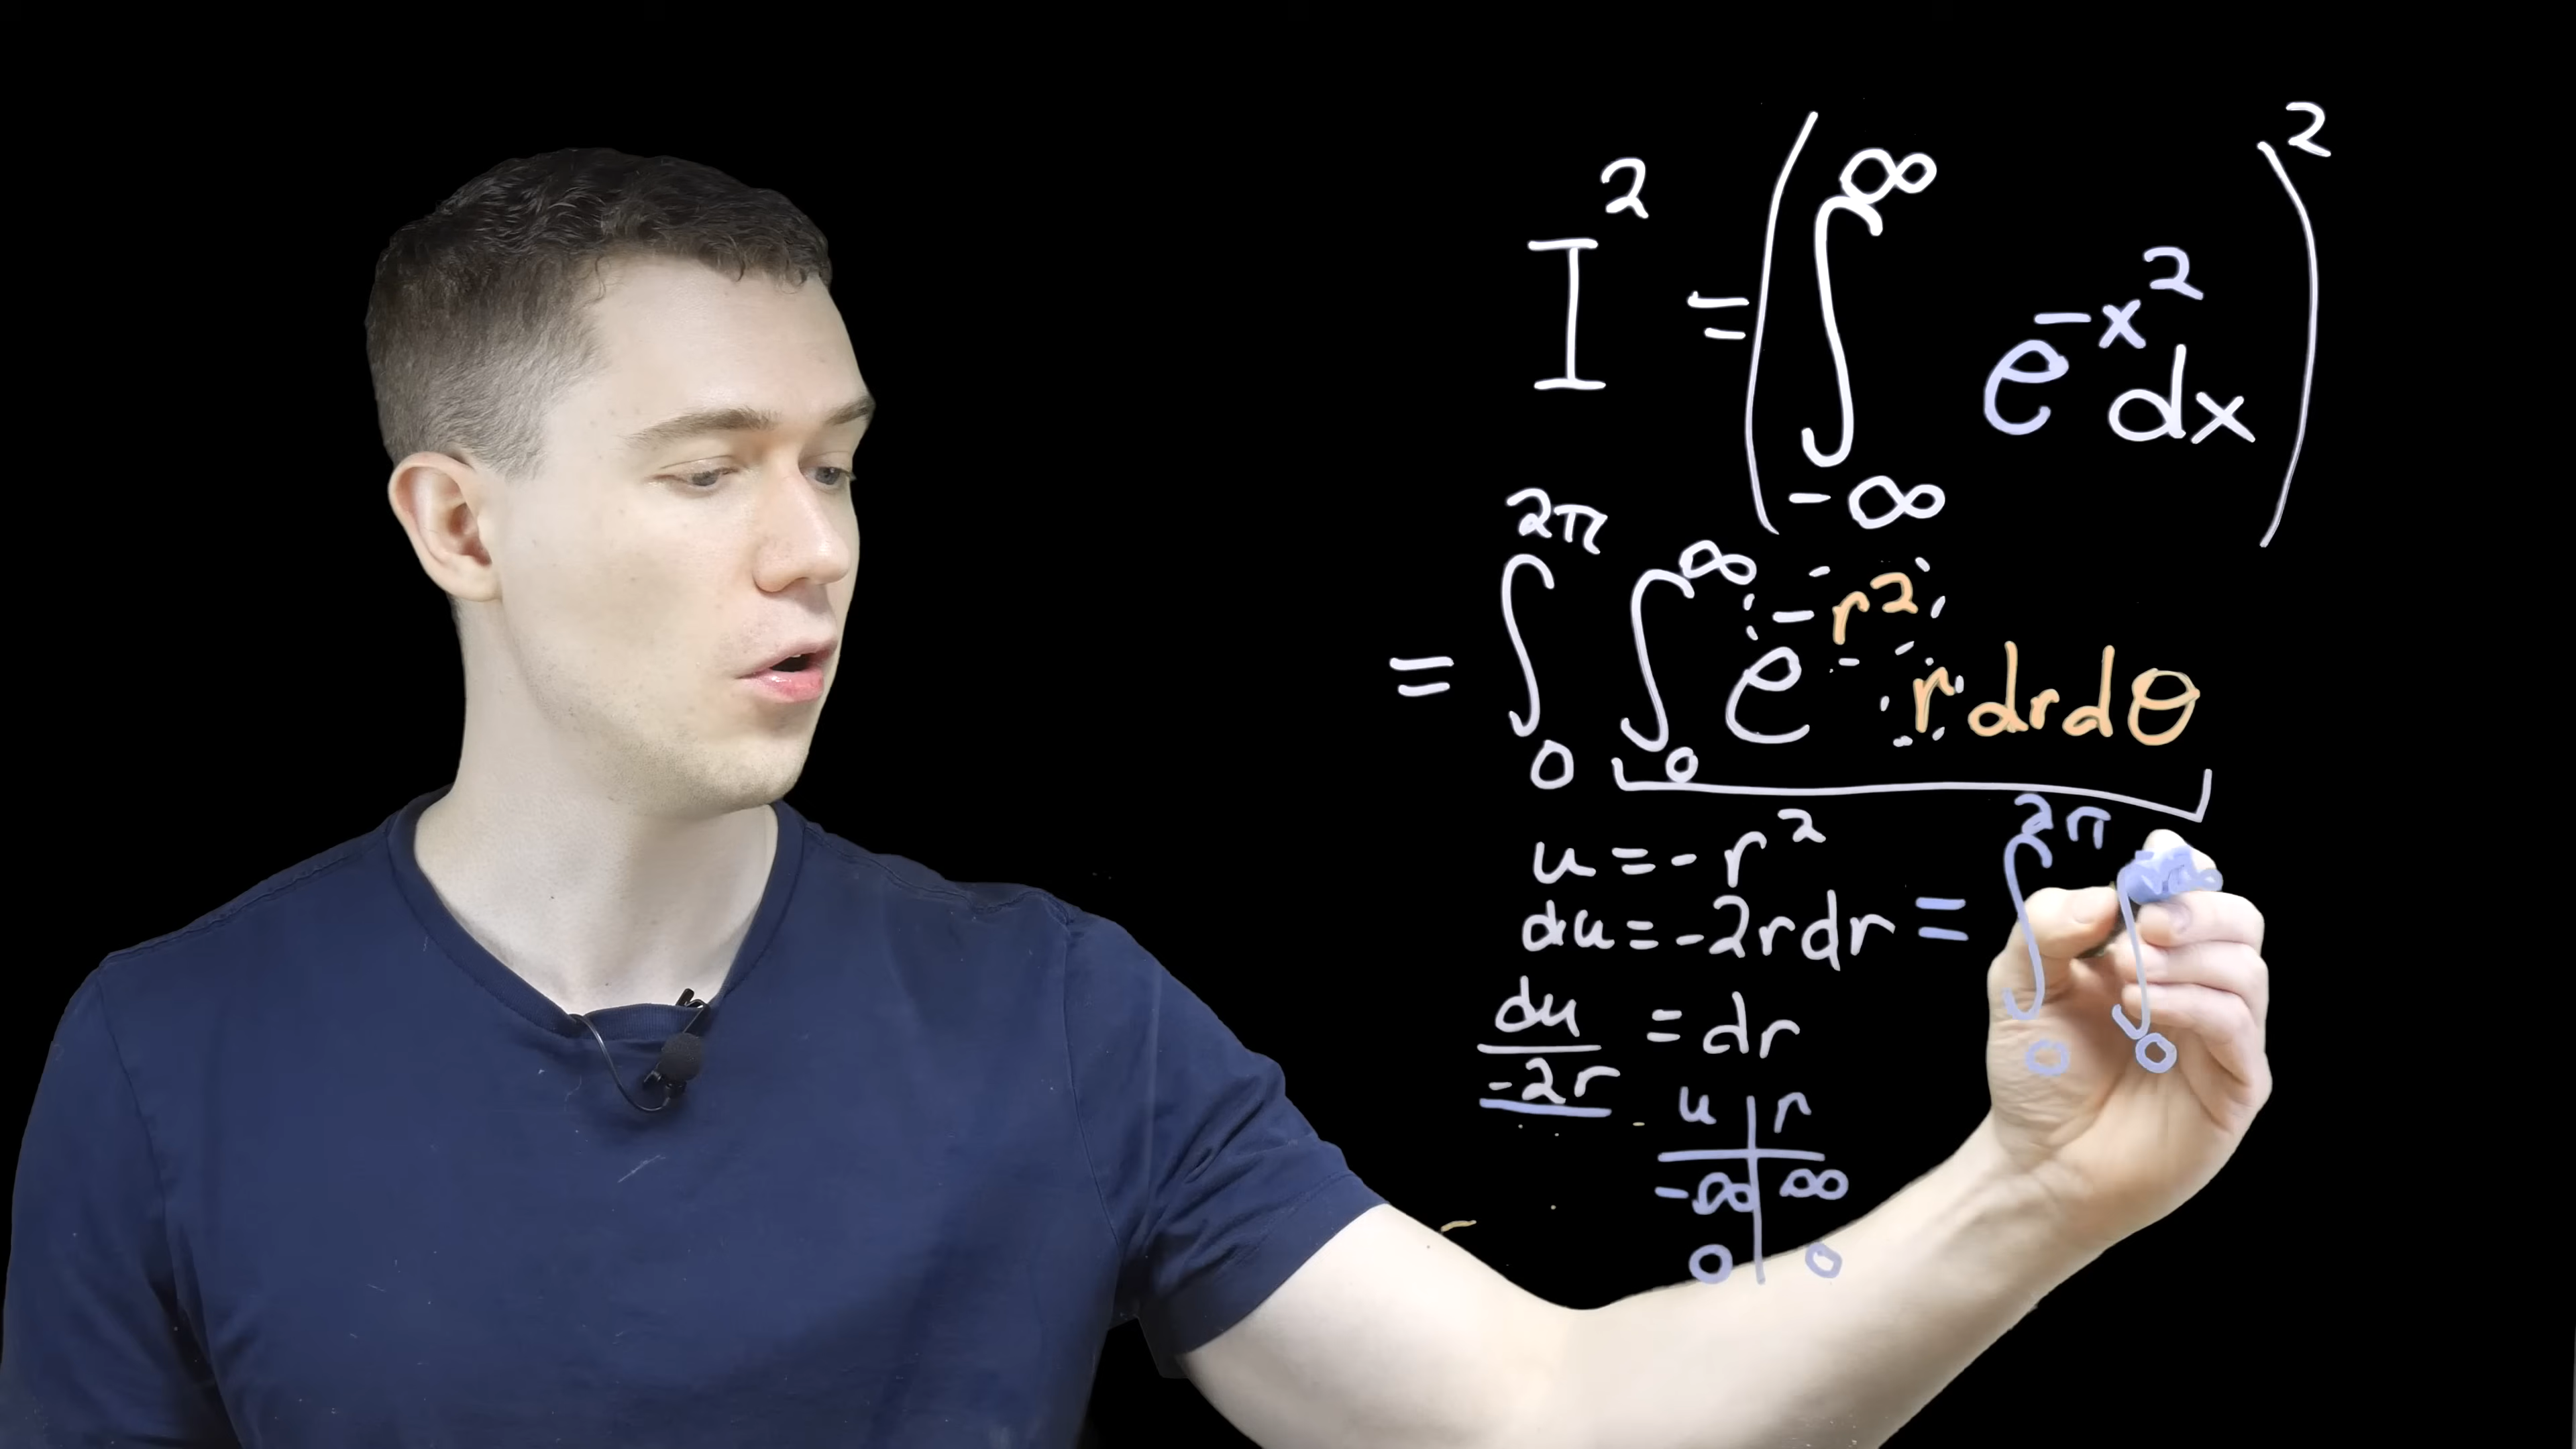 I² = (∫_{-∞}^{∞} e^{-x²} dx)²
= ∫_0^{2π} ∫_0^{∞} e^{-r²} r dr dθ
u = -r²
du = -2r dr = ∫_0^{2π} ∫_0^{-∞}
du/-2r = dr
u | r
-∞ | ∞
0 | 0